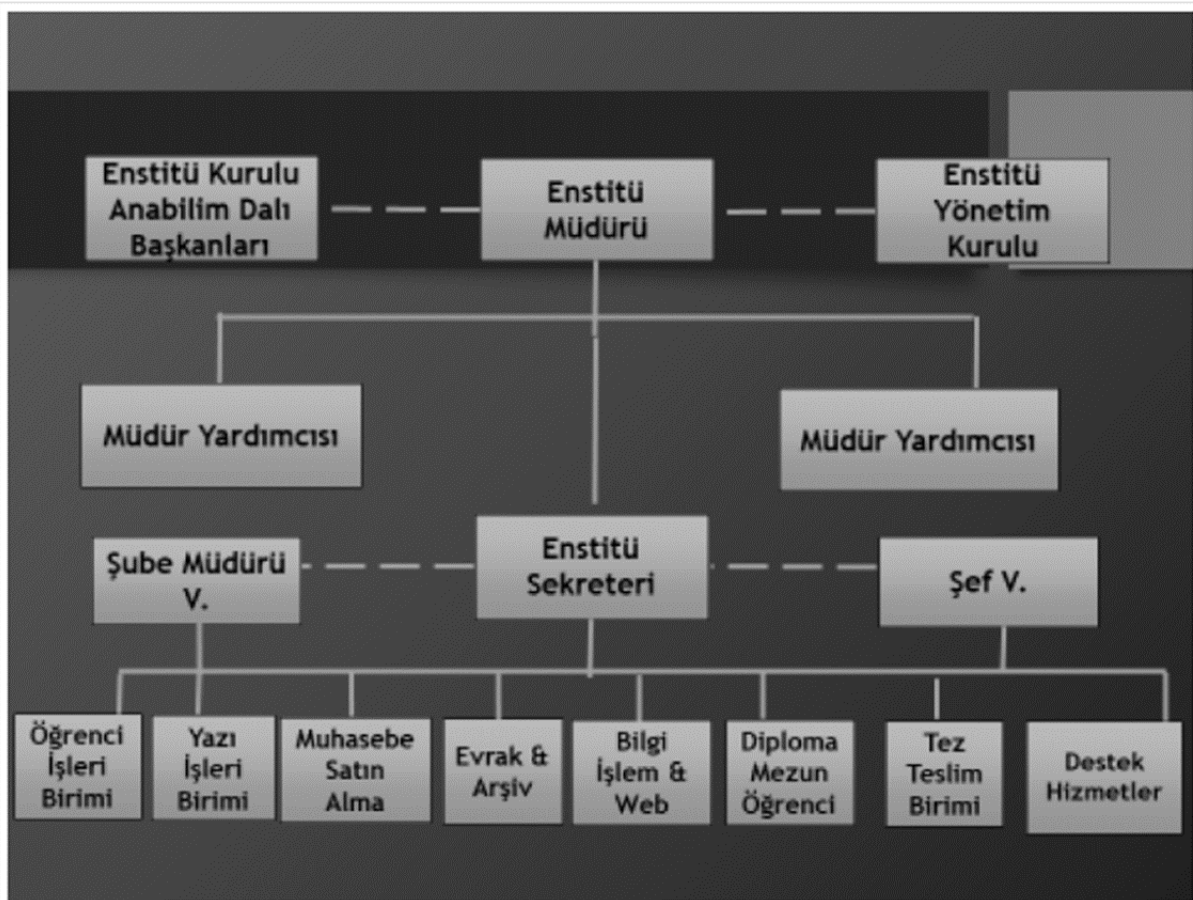 Enstitü Kurulu
Anabilim Dalı
Başkanları
Enstitü
Müdürü
Enstitü
Yönetim
Kurulu
Müdür Yardımcısı
Müdür Yardımcısı
Şube Müdürü
V.
Enstitü
Sekreteri
Şef V.
Öğrenci
İşleri
Birimi
Yazı
İşleri
Birimi
Muhasebe
Satın
Alma
Evrak &
Arşiv
Bilgi
İşlem &
Web
Diploma
Mezun
Öğrenci
Tez
Teslim
Birimi
Destek
Hizmetler